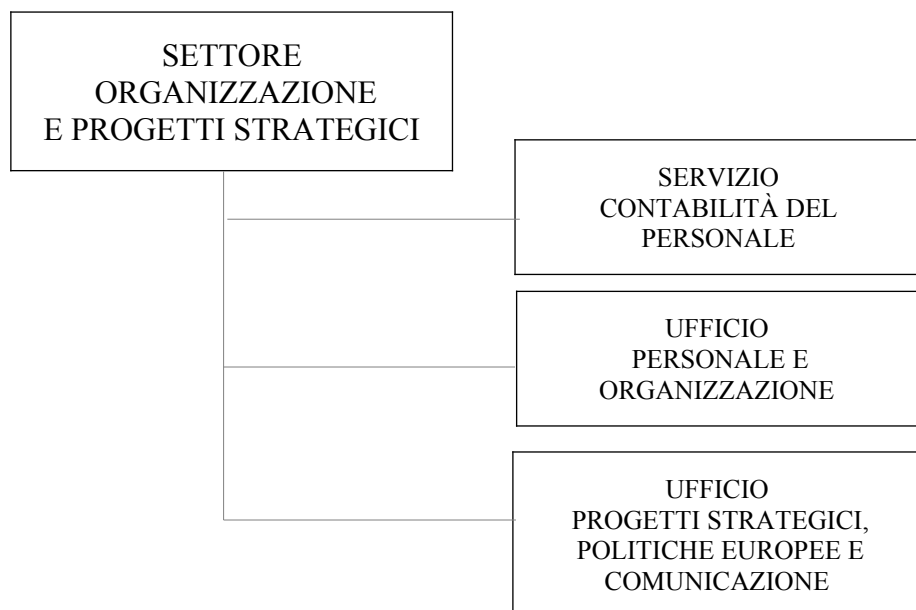 SETTORE
ORGANIZZAZIONE
E PROGETTI STRATEGICI
SERVIZIO
CONTABILITÀ DEL
PERSONALE
UFFICIO
PERSONALE E
ORGANIZZAZIONE
UFFICIO
PROGETTI STRATEGICI,
POLITICHE EUROPEE E
COMUNICAZIONE